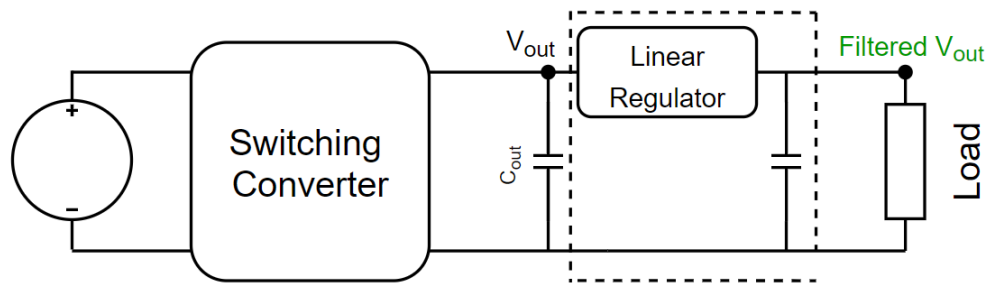 +
−
Switching
Converter
Vout
Cout
Linear
Regulator
Filtered Vout
Load